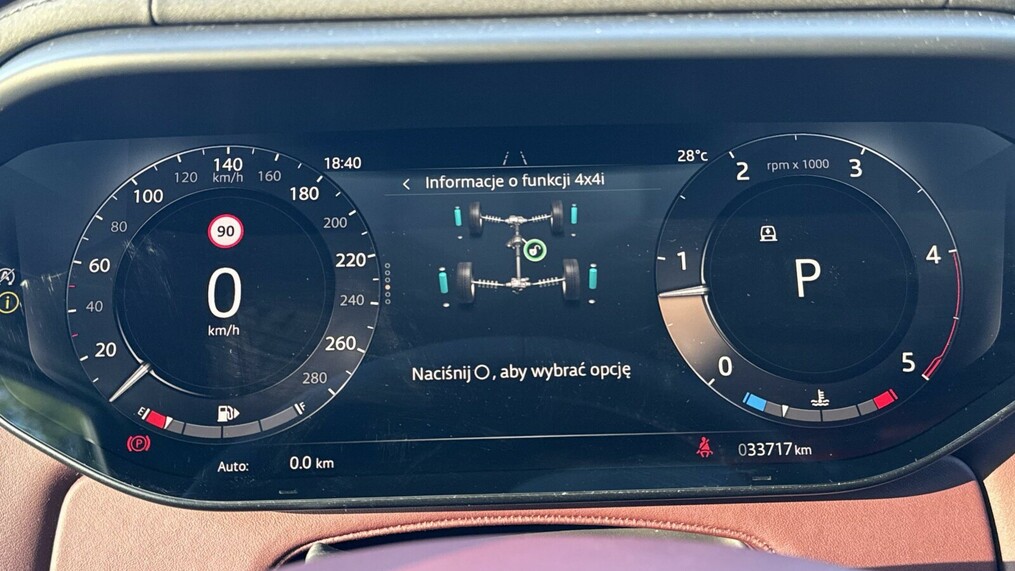 18:40
28°c
< Informacje o funkcji 4x4i
Naciśnij O, aby wybrać opcję
20
40
60
80
100
120
140
km/h
160
180
200
220
240
260
280
90
0
km/h
E
F
P
Auto: 0.0 km
rpm x 1000
0
1
2
3
4
5
P
033717 km